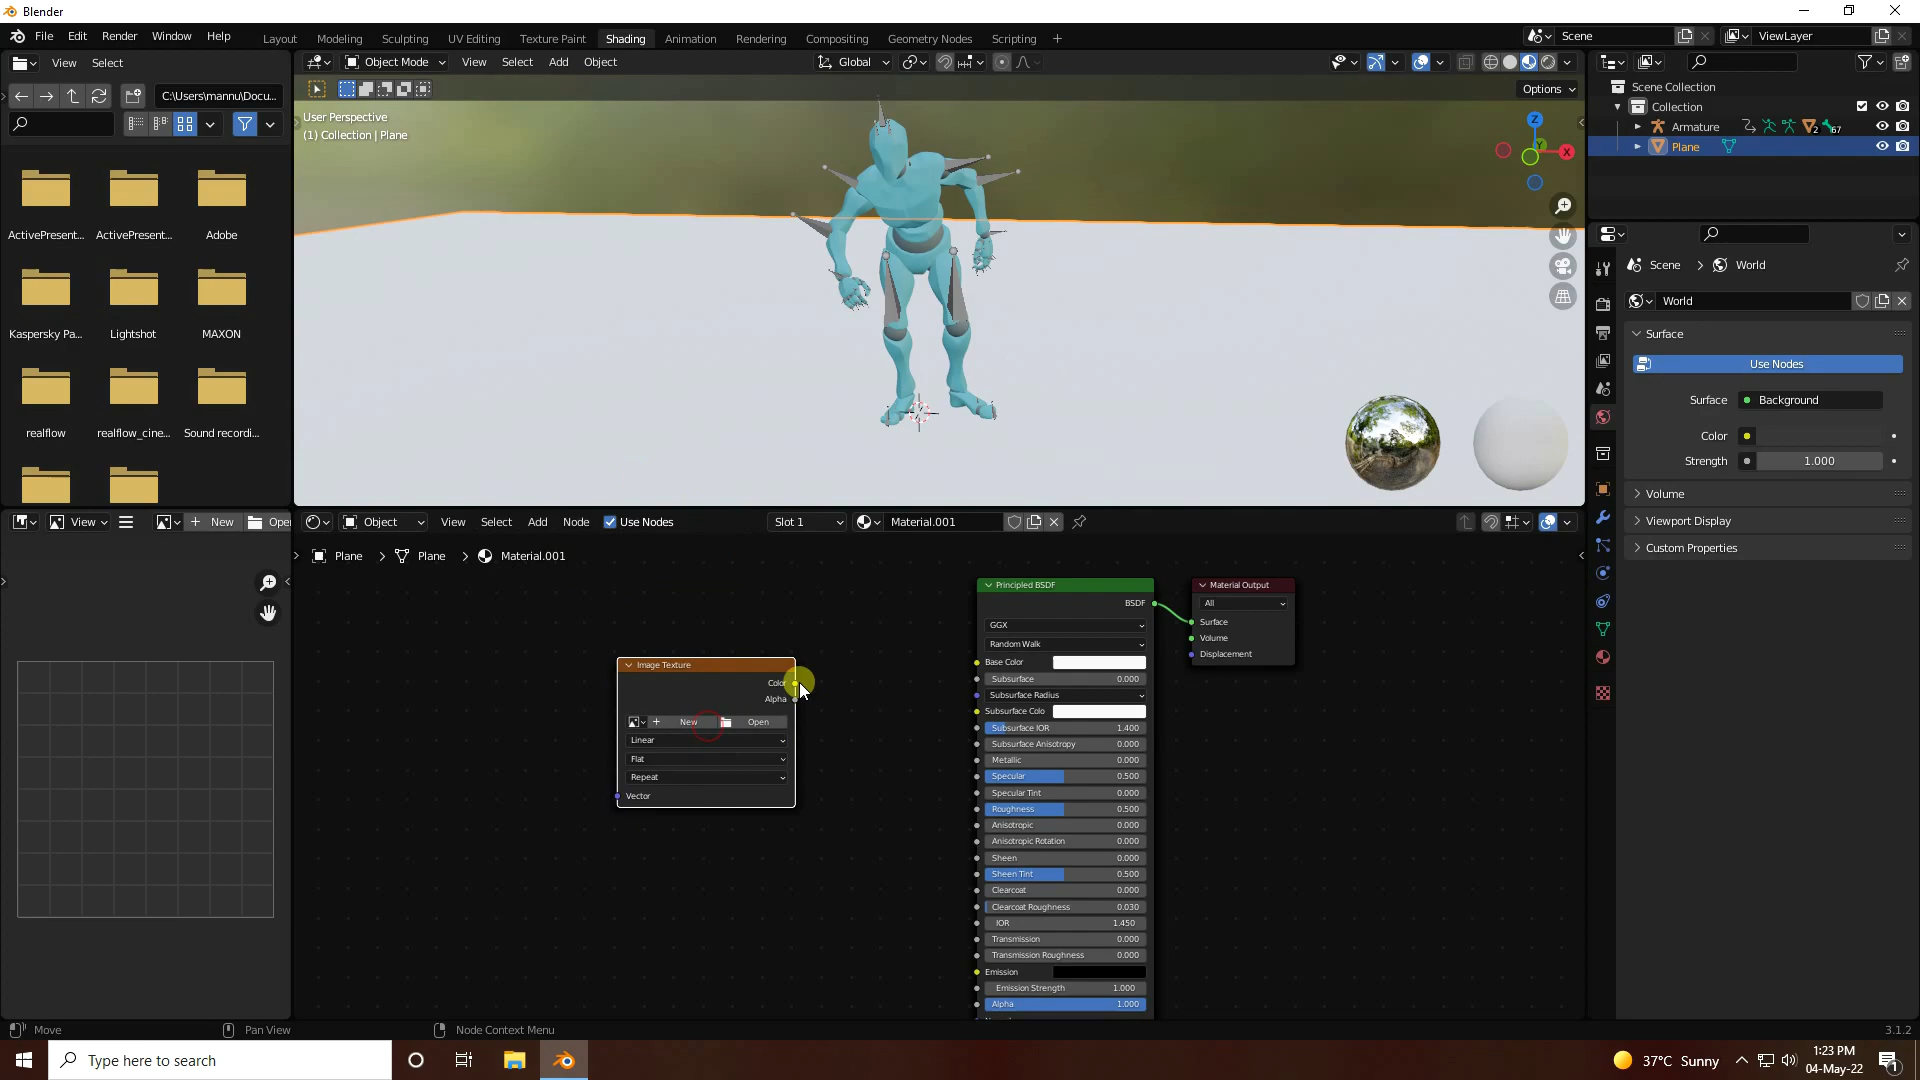 Blender
File Edit Render Window Help
Layout Modeling Sculpting UV Editing Texture Paint Shading Animation Rendering Compositing Geometry Nodes Scripting +
Scene
ViewLayer
View Select
Object Mode View Select Add Object
Global
C:\Users\mannu\Docu...
Options
User Perspective
(1) Collection | Plane
Z
X
Scene Collection
Collection
Armature
2
67
Plane
ActivePresent... ActivePresent... Adobe
Kaspersky Pa... Lightshot MAXON
realflow realflow_cine... Sound recordi...
Scene > World
World
Surface
Use Nodes
Surface Background
Color
Strength 1.000
Volume
Viewport Display
Custom Properties
View + New Open
Object View Select Add Node Use Nodes Slot 1 Material.001
Plane > Plane > Material.001
Image Texture
Color
Alpha
+ New Open
Linear
Flat
Repeat
Vector
Principled BSDF
BSDF
GGX
Random Walk
Base Color
Subsurface 0.000
Subsurface Radius
Subsurface Colo
Subsurface IOR 1.400
Subsurface Anisotropy 0.000
Metallic 0.000
Specular 0.500
Specular Tint 0.000
Roughness 0.500
Anisotropic 0.000
Anisotropic Rotation 0.000
Sheen 0.000
Sheen Tint 0.500
Clearcoat 0.000
Clearcoat Roughness 0.030
IOR 1.450
Transmission 0.000
Transmission Roughness 0.000
Emission
Emission Strength 1.000
Alpha 1.000
Material Output
All
Surface
Volume
Displacement
Move Pan View Node Context Menu 3.1.2
Type here to search
37°C Sunny
1:23 PM
04-May-22
1